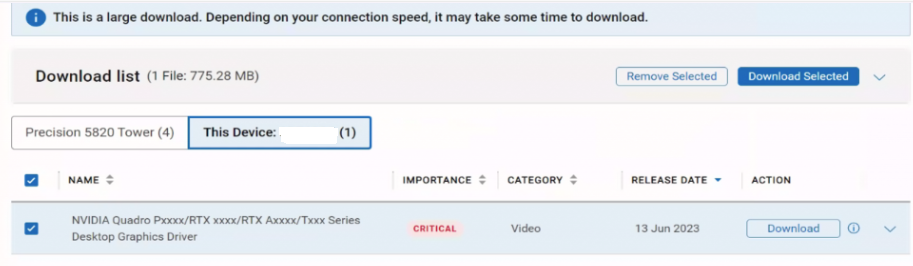 This is a large download. Depending on your connection speed, it may take some time to download.
Download list (1 File: 775.28 MB)
Remove Selected
Download Selected
Precision 5820 Tower (4)
This Device: (1)
NAME
IMPORTANCE
CATEGORY
RELEASE DATE
ACTION
NVIDIA Quadro Pxxxx/RTX xxxx/RTX Axxxx/Txxx Series
Desktop Graphics Driver
CRITICAL
Video
13 Jun 2023
Download